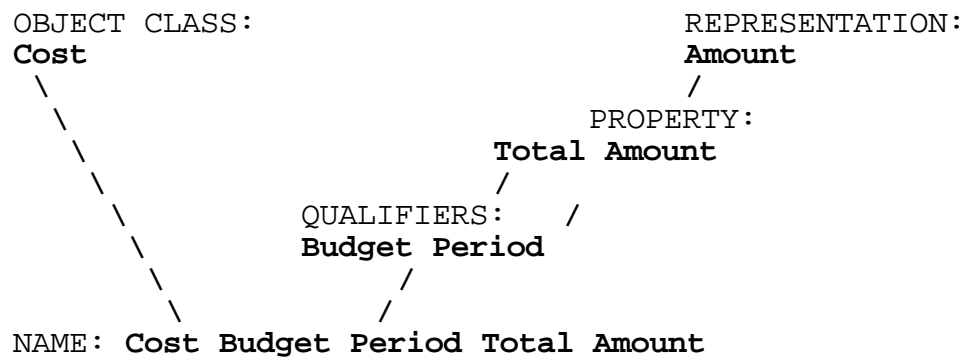 OBJECT CLASS: REPRESENTATION:
Cost Amount
\ /
\ PROPERTY:
\ Total Amount
\ /
\ QUALIFIERS: /
\ Budget Period
\ /
\ /
NAME: Cost Budget Period Total Amount